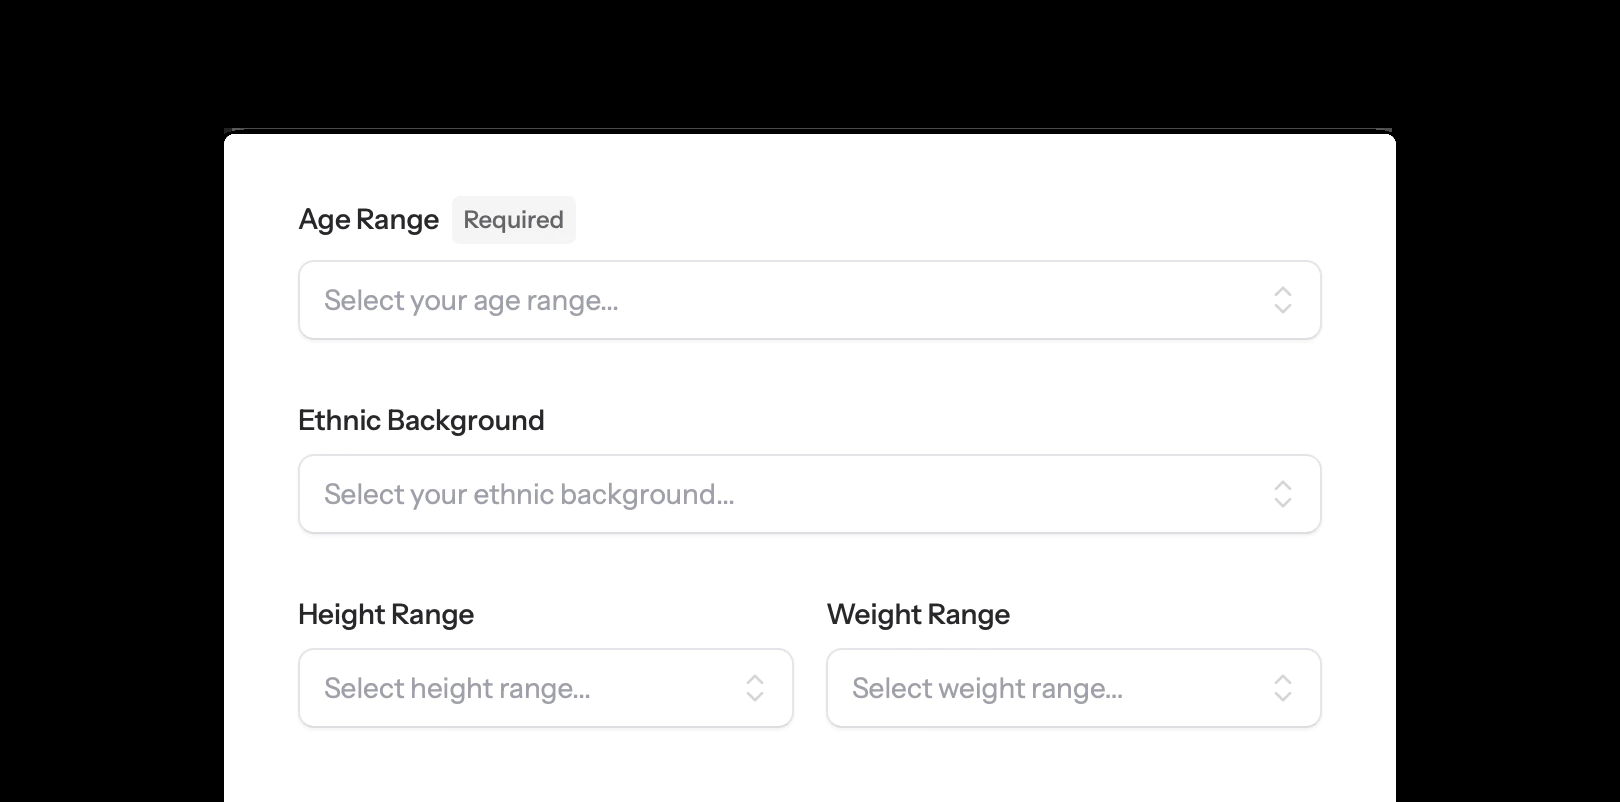 Age Range Required
Select your age range...
Ethnic Background
Select your ethnic background...
Height Range Weight Range
Select height range... Select weight range...